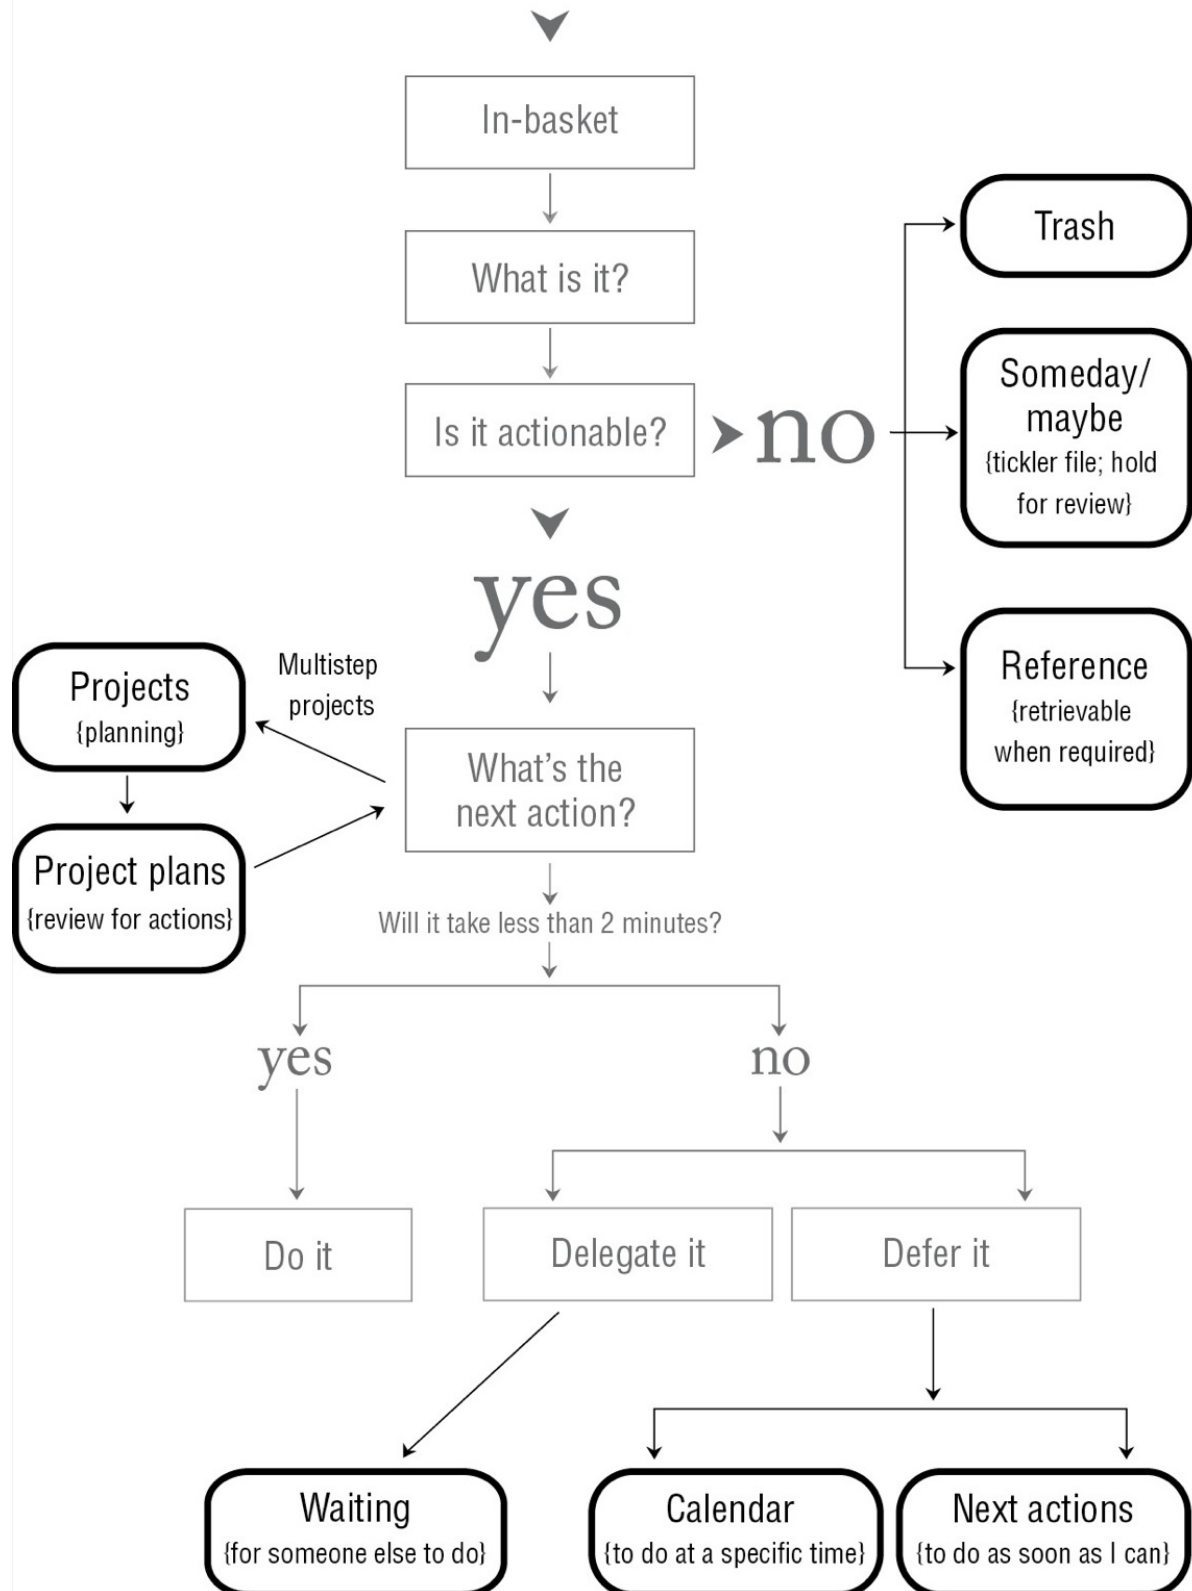 In-basket
What is it?
Is it actionable?
no
Trash
Someday/
maybe
{tickler file; hold
for review}
Reference
{retrievable
when required}
yes
Multistep
projects
Projects
{planning}
Project plans
{review for actions}
What’s the
next action?
Will it take less than 2 minutes?
yes
no
Do it
Delegate it
Defer it
Waiting
{for someone else to do}
Calendar
{to do at a specific time}
Next actions
{to do as soon as I can}